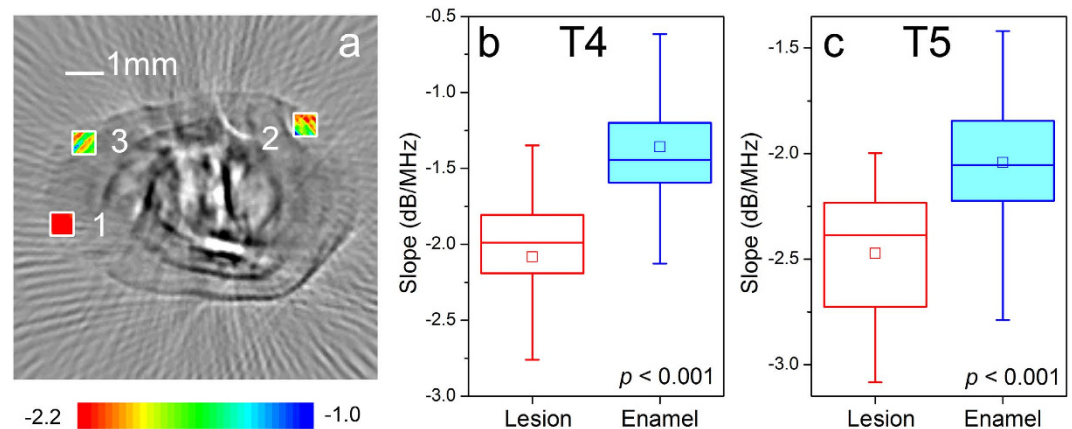 a
1mm
3
2
1
-2.2
-1.0
b
T4
Slope (dB/MHz)
-0.5
-1.0
-1.5
-2.0
-2.5
-3.0
p < 0.001
Lesion
Enamel
c
T5
Slope (dB/MHz)
-1.5
-2.0
-2.5
-3.0
p < 0.001
Lesion
Enamel